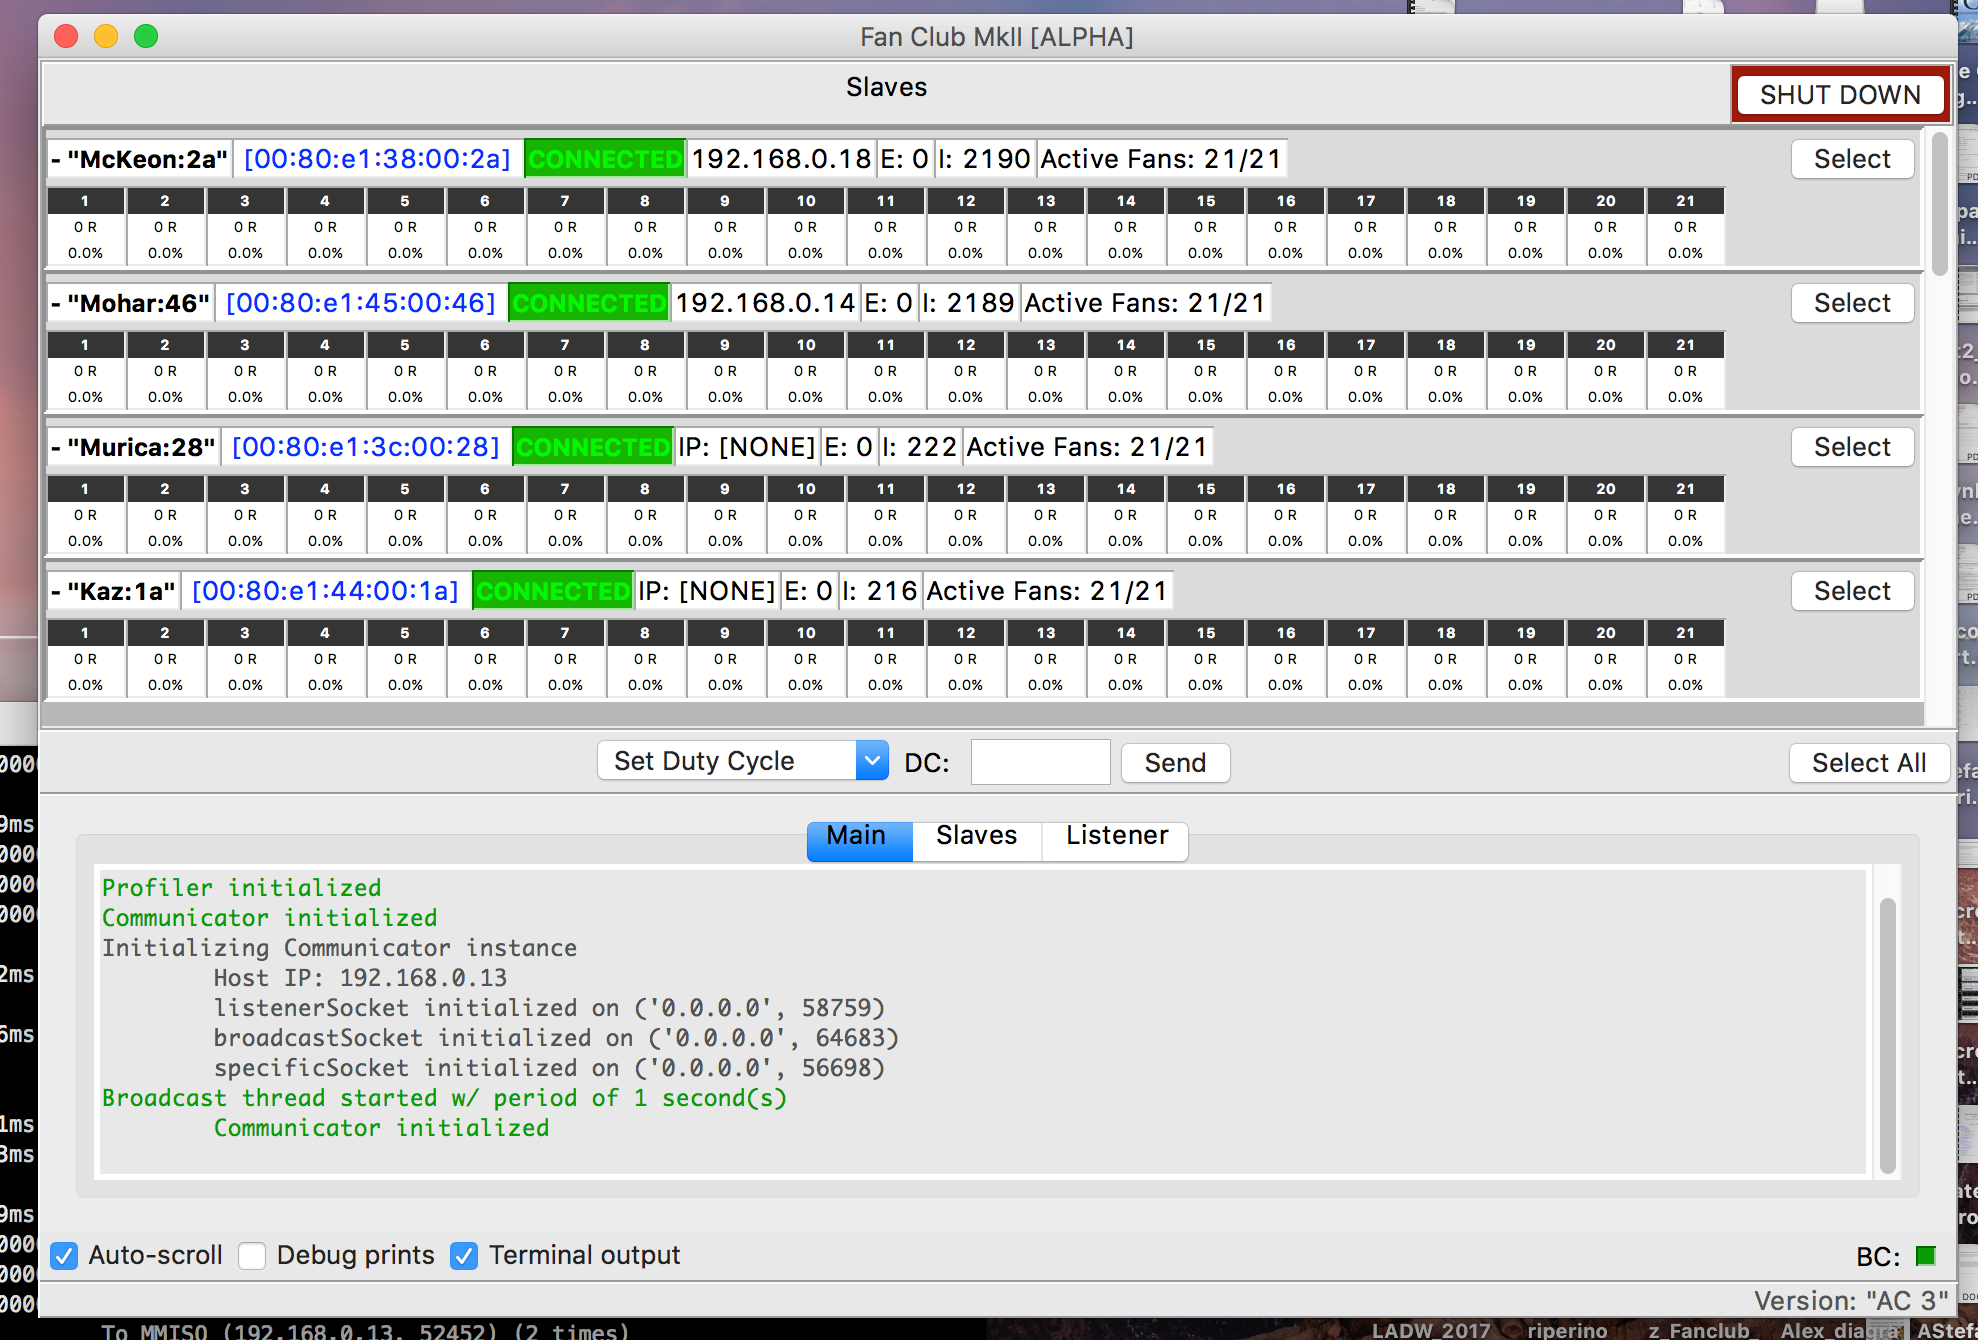 Fan Club MkII [ALPHA]
Slaves
SHUT DOWN
- "McKeon:2a" [00:80:e1:38:00:2a] CONNECTED 192.168.0.18 E: 0 I: 2190 Active Fans: 21/21 Select
1 2 3 4 5 6 7 8 9 10 11 12 13 14 15 16 17 18 19 20 21
0 R 0 R 0 R 0 R 0 R 0 R 0 R 0 R 0 R 0 R 0 R 0 R 0 R 0 R 0 R 0 R 0 R 0 R 0 R 0 R 0 R
0.0% 0.0% 0.0% 0.0% 0.0% 0.0% 0.0% 0.0% 0.0% 0.0% 0.0% 0.0% 0.0% 0.0% 0.0% 0.0% 0.0% 0.0% 0.0% 0.0% 0.0%
- "Mohar:46" [00:80:e1:45:00:46] CONNECTED 192.168.0.14 E: 0 I: 2189 Active Fans: 21/21 Select
1 2 3 4 5 6 7 8 9 10 11 12 13 14 15 16 17 18 19 20 21
0 R 0 R 0 R 0 R 0 R 0 R 0 R 0 R 0 R 0 R 0 R 0 R 0 R 0 R 0 R 0 R 0 R 0 R 0 R 0 R 0 R
0.0% 0.0% 0.0% 0.0% 0.0% 0.0% 0.0% 0.0% 0.0% 0.0% 0.0% 0.0% 0.0% 0.0% 0.0% 0.0% 0.0% 0.0% 0.0% 0.0% 0.0%
- "Murica:28" [00:80:e1:3c:00:28] CONNECTED IP: [NONE] E: 0 I: 222 Active Fans: 21/21 Select
1 2 3 4 5 6 7 8 9 10 11 12 13 14 15 16 17 18 19 20 21
0 R 0 R 0 R 0 R 0 R 0 R 0 R 0 R 0 R 0 R 0 R 0 R 0 R 0 R 0 R 0 R 0 R 0 R 0 R 0 R 0 R
0.0% 0.0% 0.0% 0.0% 0.0% 0.0% 0.0% 0.0% 0.0% 0.0% 0.0% 0.0% 0.0% 0.0% 0.0% 0.0% 0.0% 0.0% 0.0% 0.0% 0.0%
- "Kaz:1a" [00:80:e1:44:00:1a] CONNECTED IP: [NONE] E: 0 I: 216 Active Fans: 21/21 Select
1 2 3 4 5 6 7 8 9 10 11 12 13 14 15 16 17 18 19 20 21
0 R 0 R 0 R 0 R 0 R 0 R 0 R 0 R 0 R 0 R 0 R 0 R 0 R 0 R 0 R 0 R 0 R 0 R 0 R 0 R 0 R
0.0% 0.0% 0.0% 0.0% 0.0% 0.0% 0.0% 0.0% 0.0% 0.0% 0.0% 0.0% 0.0% 0.0% 0.0% 0.0% 0.0% 0.0% 0.0% 0.0% 0.0%
Set Duty Cycle DC: Send Select All
Main Slaves Listener
Profiler initialized
Communicator initialized
Initializing Communicator instance
Host IP: 192.168.0.13
listenerSocket initialized on ('0.0.0.0', 58759)
broadcastSocket initialized on ('0.0.0.0', 64683)
specificSocket initialized on ('0.0.0.0', 56698)
Broadcast thread started w/ period of 1 second(s)
Communicator initialized
Auto-scroll Debug prints Terminal output BC:
Version: "AC 3"
To MMISO (192.168.0.13, 52452) (2 times)
LADW_2017 riperino z_Fanclub_ Alex_diagra AStefa